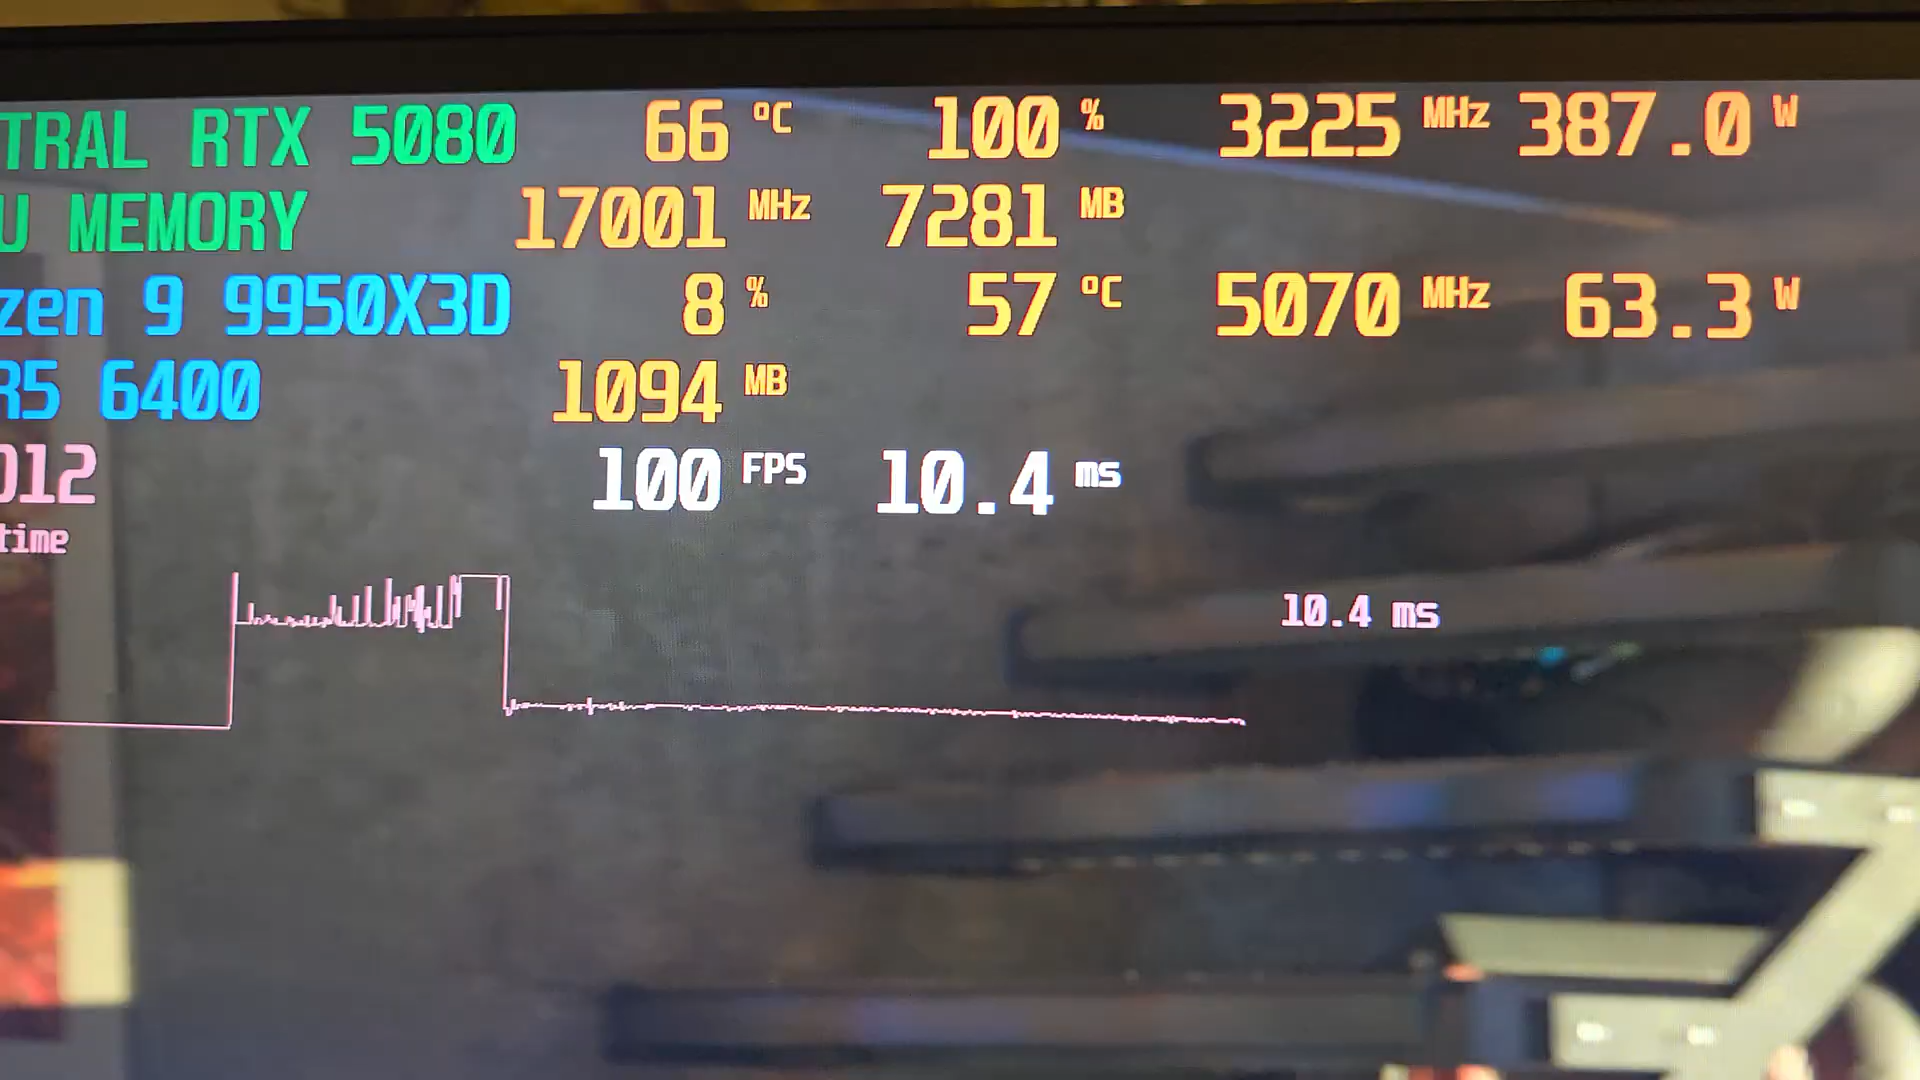 TRAL RTX 5080 66 °C 100 % 3225 MHz 387.0 W
U MEMORY 17001 MHz 7281 MB
zen 9 9950X3D 8 % 57 °C 5070 MHz 63.3 W
R5 6400 1094 MB
D12 100 FPS 10.4 ms
time
10.4 ms